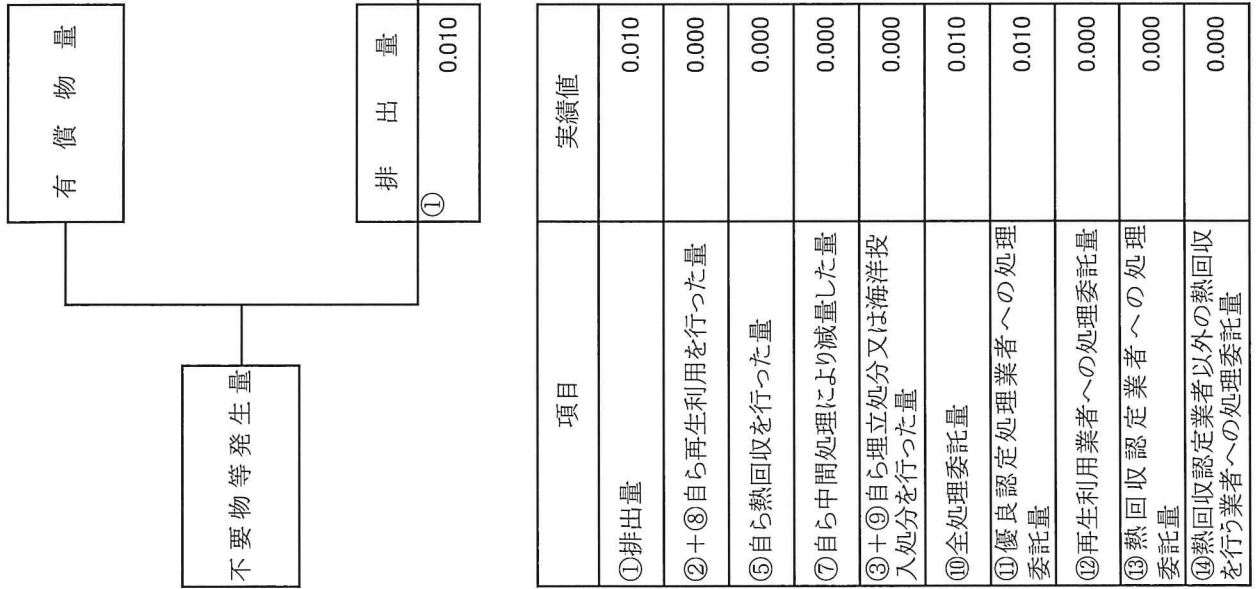 有償物量
不要物等発生量
排出量
① 0.010
項目 実績値
①排出量 0.010
②+⑧自ら再生利用を行った量 0.000
⑤自ら熱回収を行った量 0.000
⑦自ら中間処理により減量した量 0.000
③+⑨自ら埋立処分又は海洋投
入処分を行った量 0.000
⑩全処理委託量 0.010
⑪優良認定処理業者への処理
委託量 0.010
⑫再生利用業者への処理委託量 0.000
⑬熱回収認定業者への処理
委託量 0.000
⑭熱回収認定業者以外の熱回収
を行う業者への処理委託量 0.000